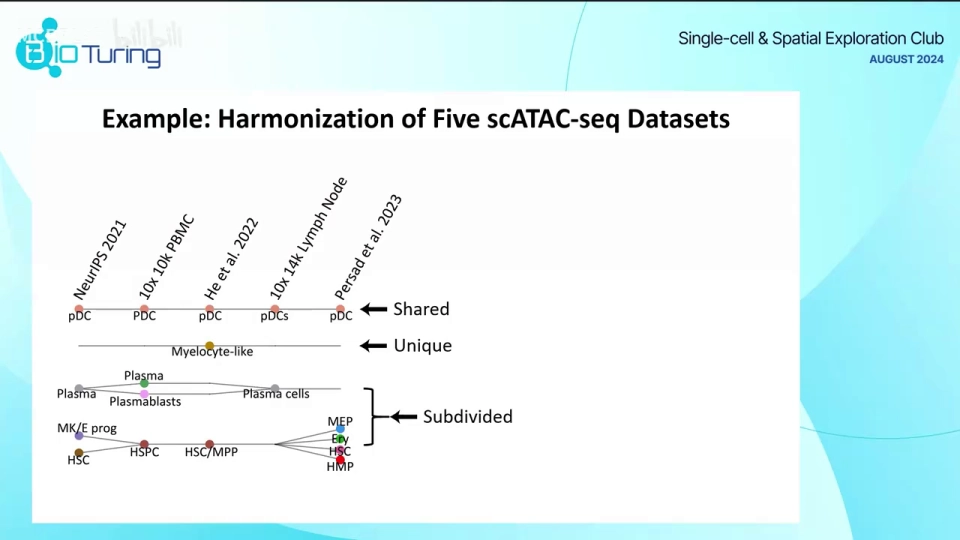 bilibili
BioTuring
Single-cell & Spatial Exploration Club
AUGUST 2024
Example: Harmonization of Five scATAC-seq Datasets
NeurIPS 2021
10x 10k PBMC
He et al. 2022
10x 14k Lymph Node
Persad et al. 2023
pDC
PDC
pDC
pDCs
pDC
Shared
Myelocyte-like
Unique
Plasma
Plasma
Plasmablasts
Plasma cells
Subdivided
MK/E prog
HSC
HSPC
HSC/MPP
MEP
Ery
HSC
HMP